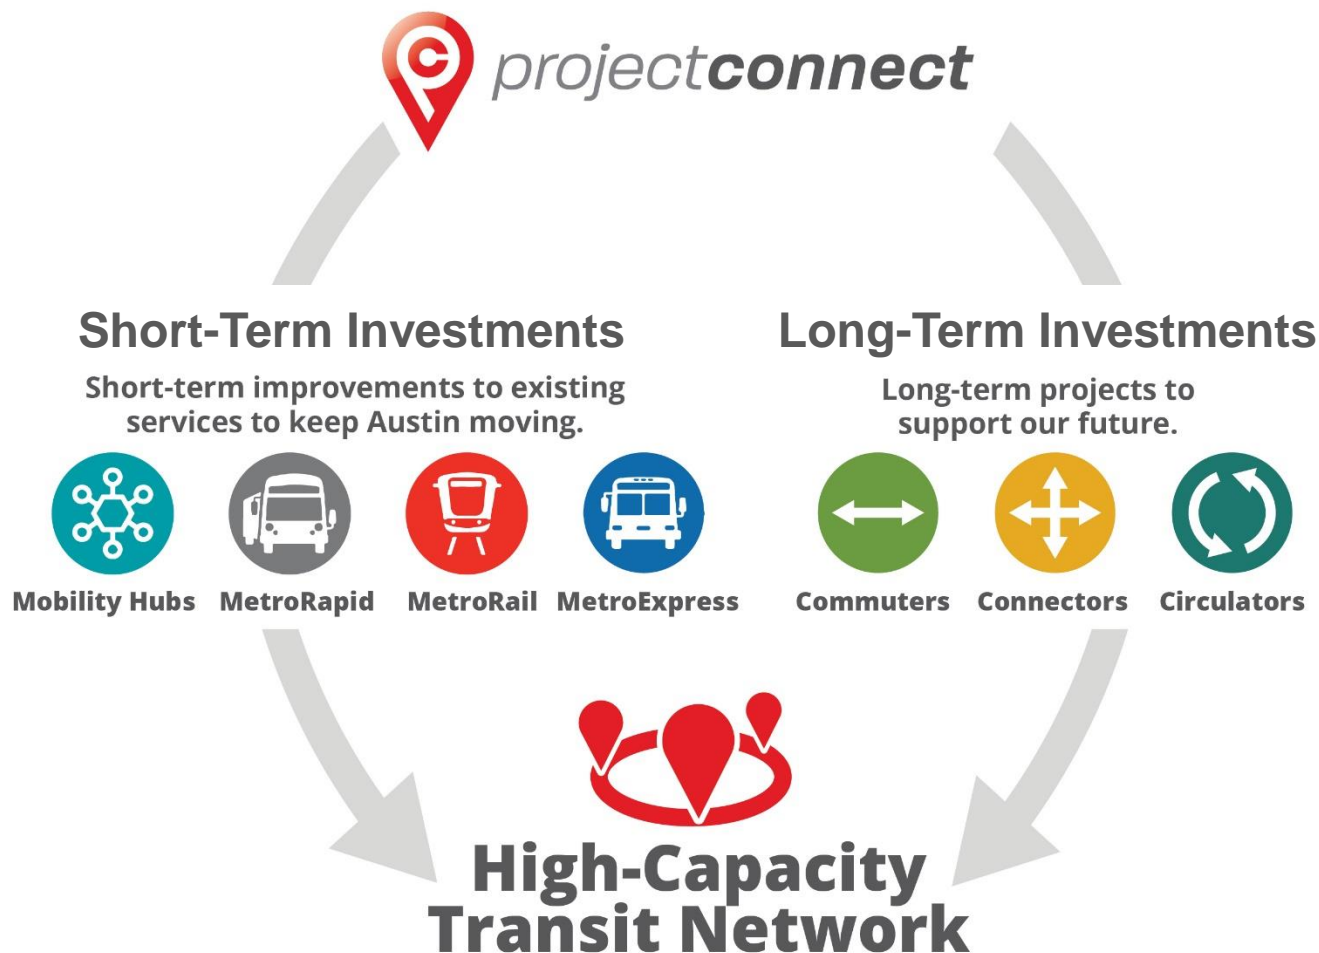 projectconnect
Short-Term Investments
Short-term improvements to existing
services to keep Austin moving.
Mobility Hubs
MetroRapid
MetroRail
MetroExpress
Long-Term Investments
Long-term projects to
support our future.
Commuters
Connectors
Circulators
High-Capacity
Transit Network